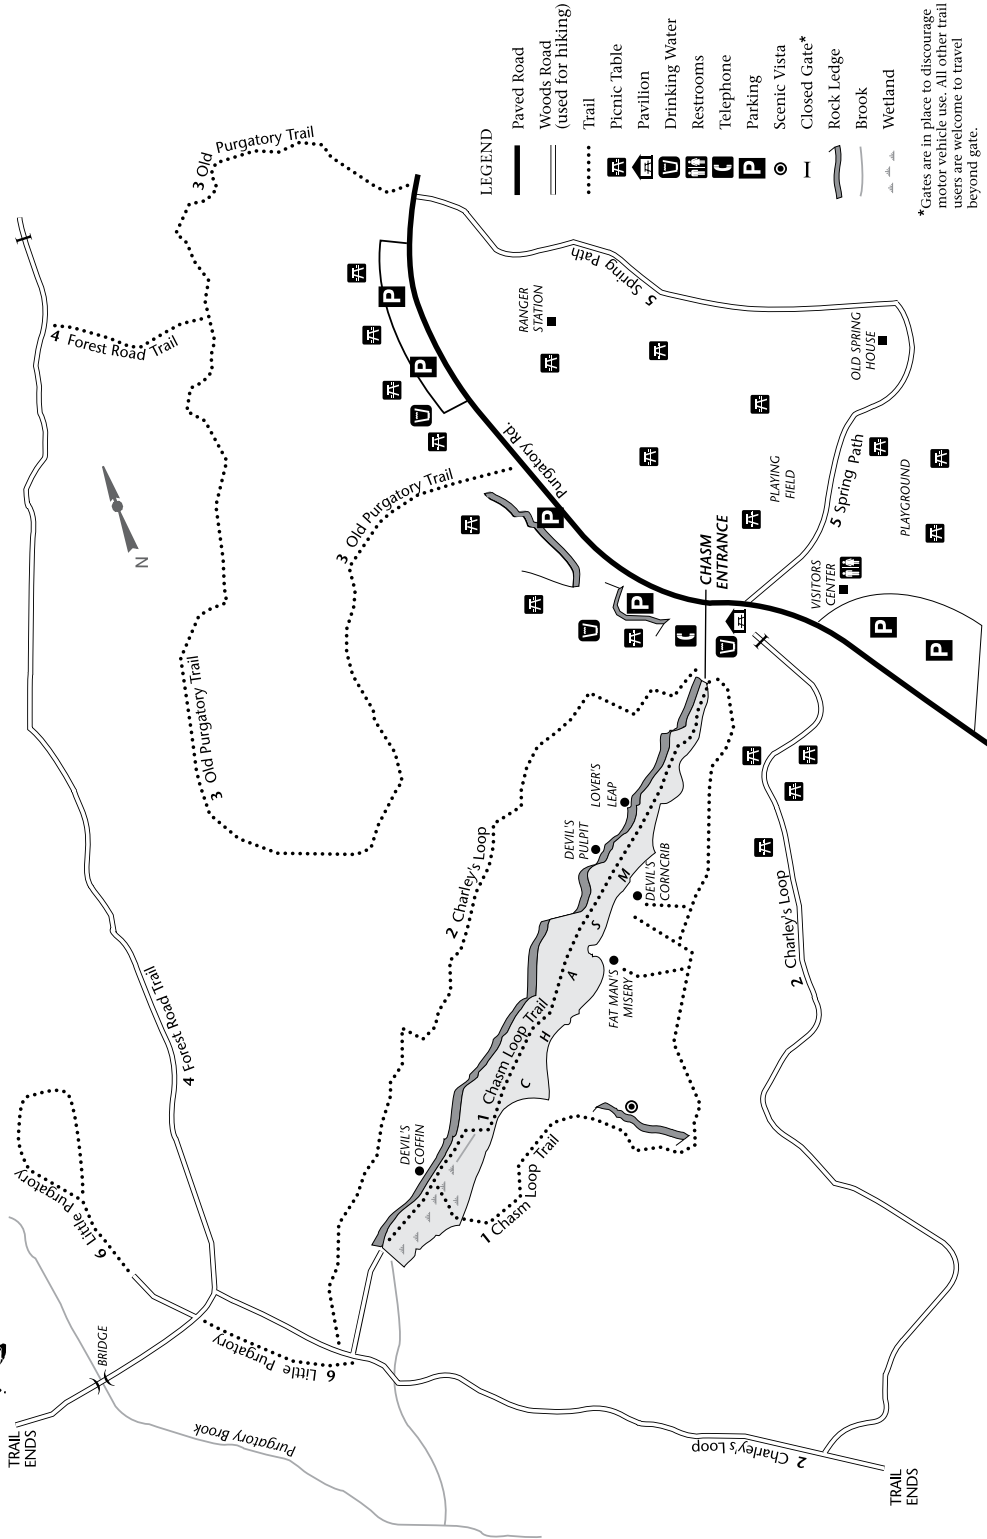 LEGEND
Paved Road
Woods Road
(used for hiking)
Trail
Picnic Table
Pavilion
Drinking Water
Restrooms
Telephone
Parking
Scenic Vista
Closed Gate*
Rock Ledge
Brook
Wetland
*Gates are in place to discourage
motor vehicle use. All other trail
users are welcome to travel
beyond gate.
3 Old Purgatory Trail
4 Forest Road Trail
N
3 Old Purgatory Trail
3 Old Purgatory Trail
Purgatory Rd.
P
P
P
P
P
P
RANGER
STATION
5 Spring Path
OLD SPRING
HOUSE
5 Spring Path
PLAYING
FIELD
PLAYGROUND
VISITORS
CENTER
CHASM
ENTRANCE
LOVER'S
LEAP
DEVIL'S
PULPIT
DEVIL'S
CORNCRIB
FAT MAN'S
MISERY
CHASM
1 Chasm Loop Trail
1 Chasm Loop Trail
DEVIL'S
COFFIN
2 Charley's Loop
2 Charley's Loop
2 Charley's Loop
4 Forest Road Trail
6 Little Purgatory
6 Little Purgatory
BRIDGE
Purgatory Brook
TRAIL
ENDS
TRAIL
ENDS